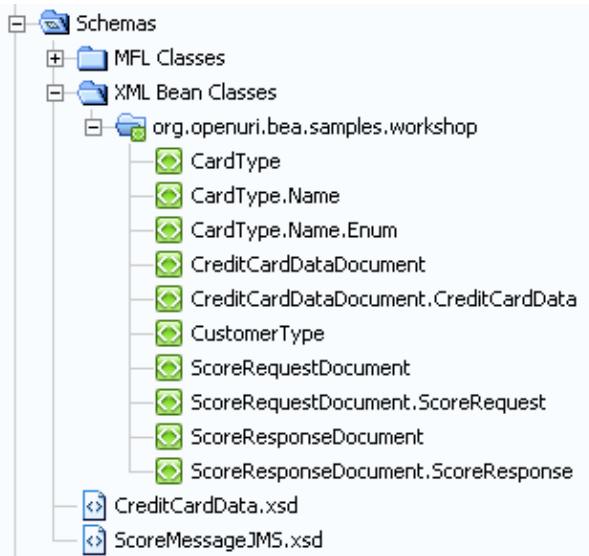 Schemas
MFL Classes
XML Bean Classes
org.openuri.bea.samples.workshop
CardType
CardType.Name
CardType.Name.Enum
CreditCardDataDocument
CreditCardDataDocument.CreditCardData
CustomerType
ScoreRequestDocument
ScoreRequestDocument.ScoreRequest
ScoreResponseDocument
ScoreResponseDocument.ScoreResponse
CreditCardData.xsd
ScoreMessageJMS.xsd